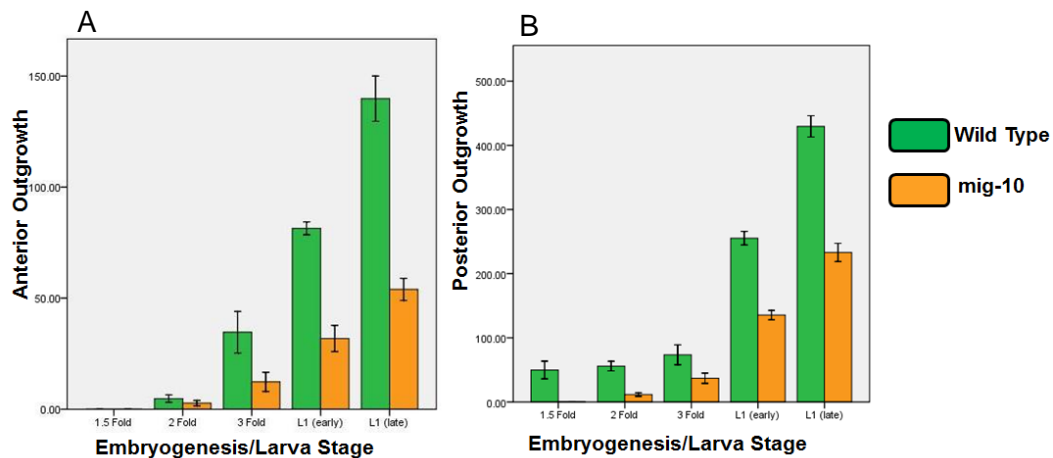 A
Anterior Outgrowth
150.00
100.00
50.00
0.00
1.5 Fold
2 Fold
3 Fold
L1 (early)
L1 (late)
Embryogenesis/Larva Stage
B
Posterior Outgrowth
500.00
400.00
300.00
200.00
100.00
0.00
1.5 Fold
2 Fold
3 Fold
L1 (early)
L1 (late)
Embryogenesis/Larva Stage
Wild Type
mig-10